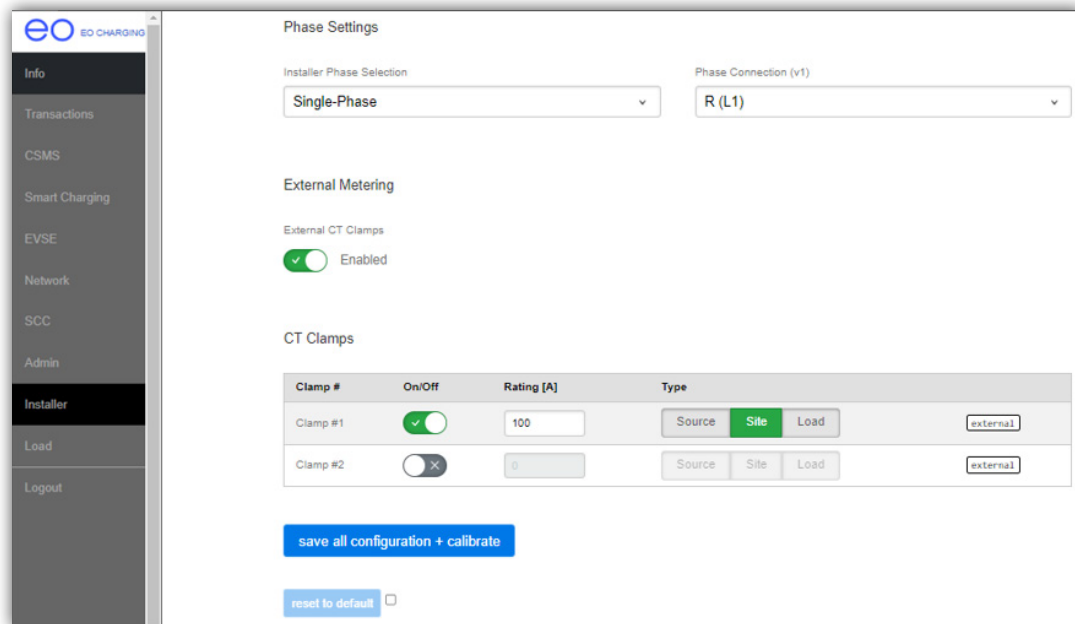 eo EO CHARGING
Info
Transactions
CSMS
Smart Charging
EVSE
Network
SCC
Admin
Installer
Load
Logout
Phase Settings
Installer Phase Selection Phase Connection (v1)
Single-Phase R (L1)
External Metering
External CT Clamps
Enabled
CT Clamps
Clamp # On/Off Rating [A] Type
Clamp #1 100 Source Site Load external
Clamp #2 0 Source Site Load external
save all configuration + calibrate
reset to default